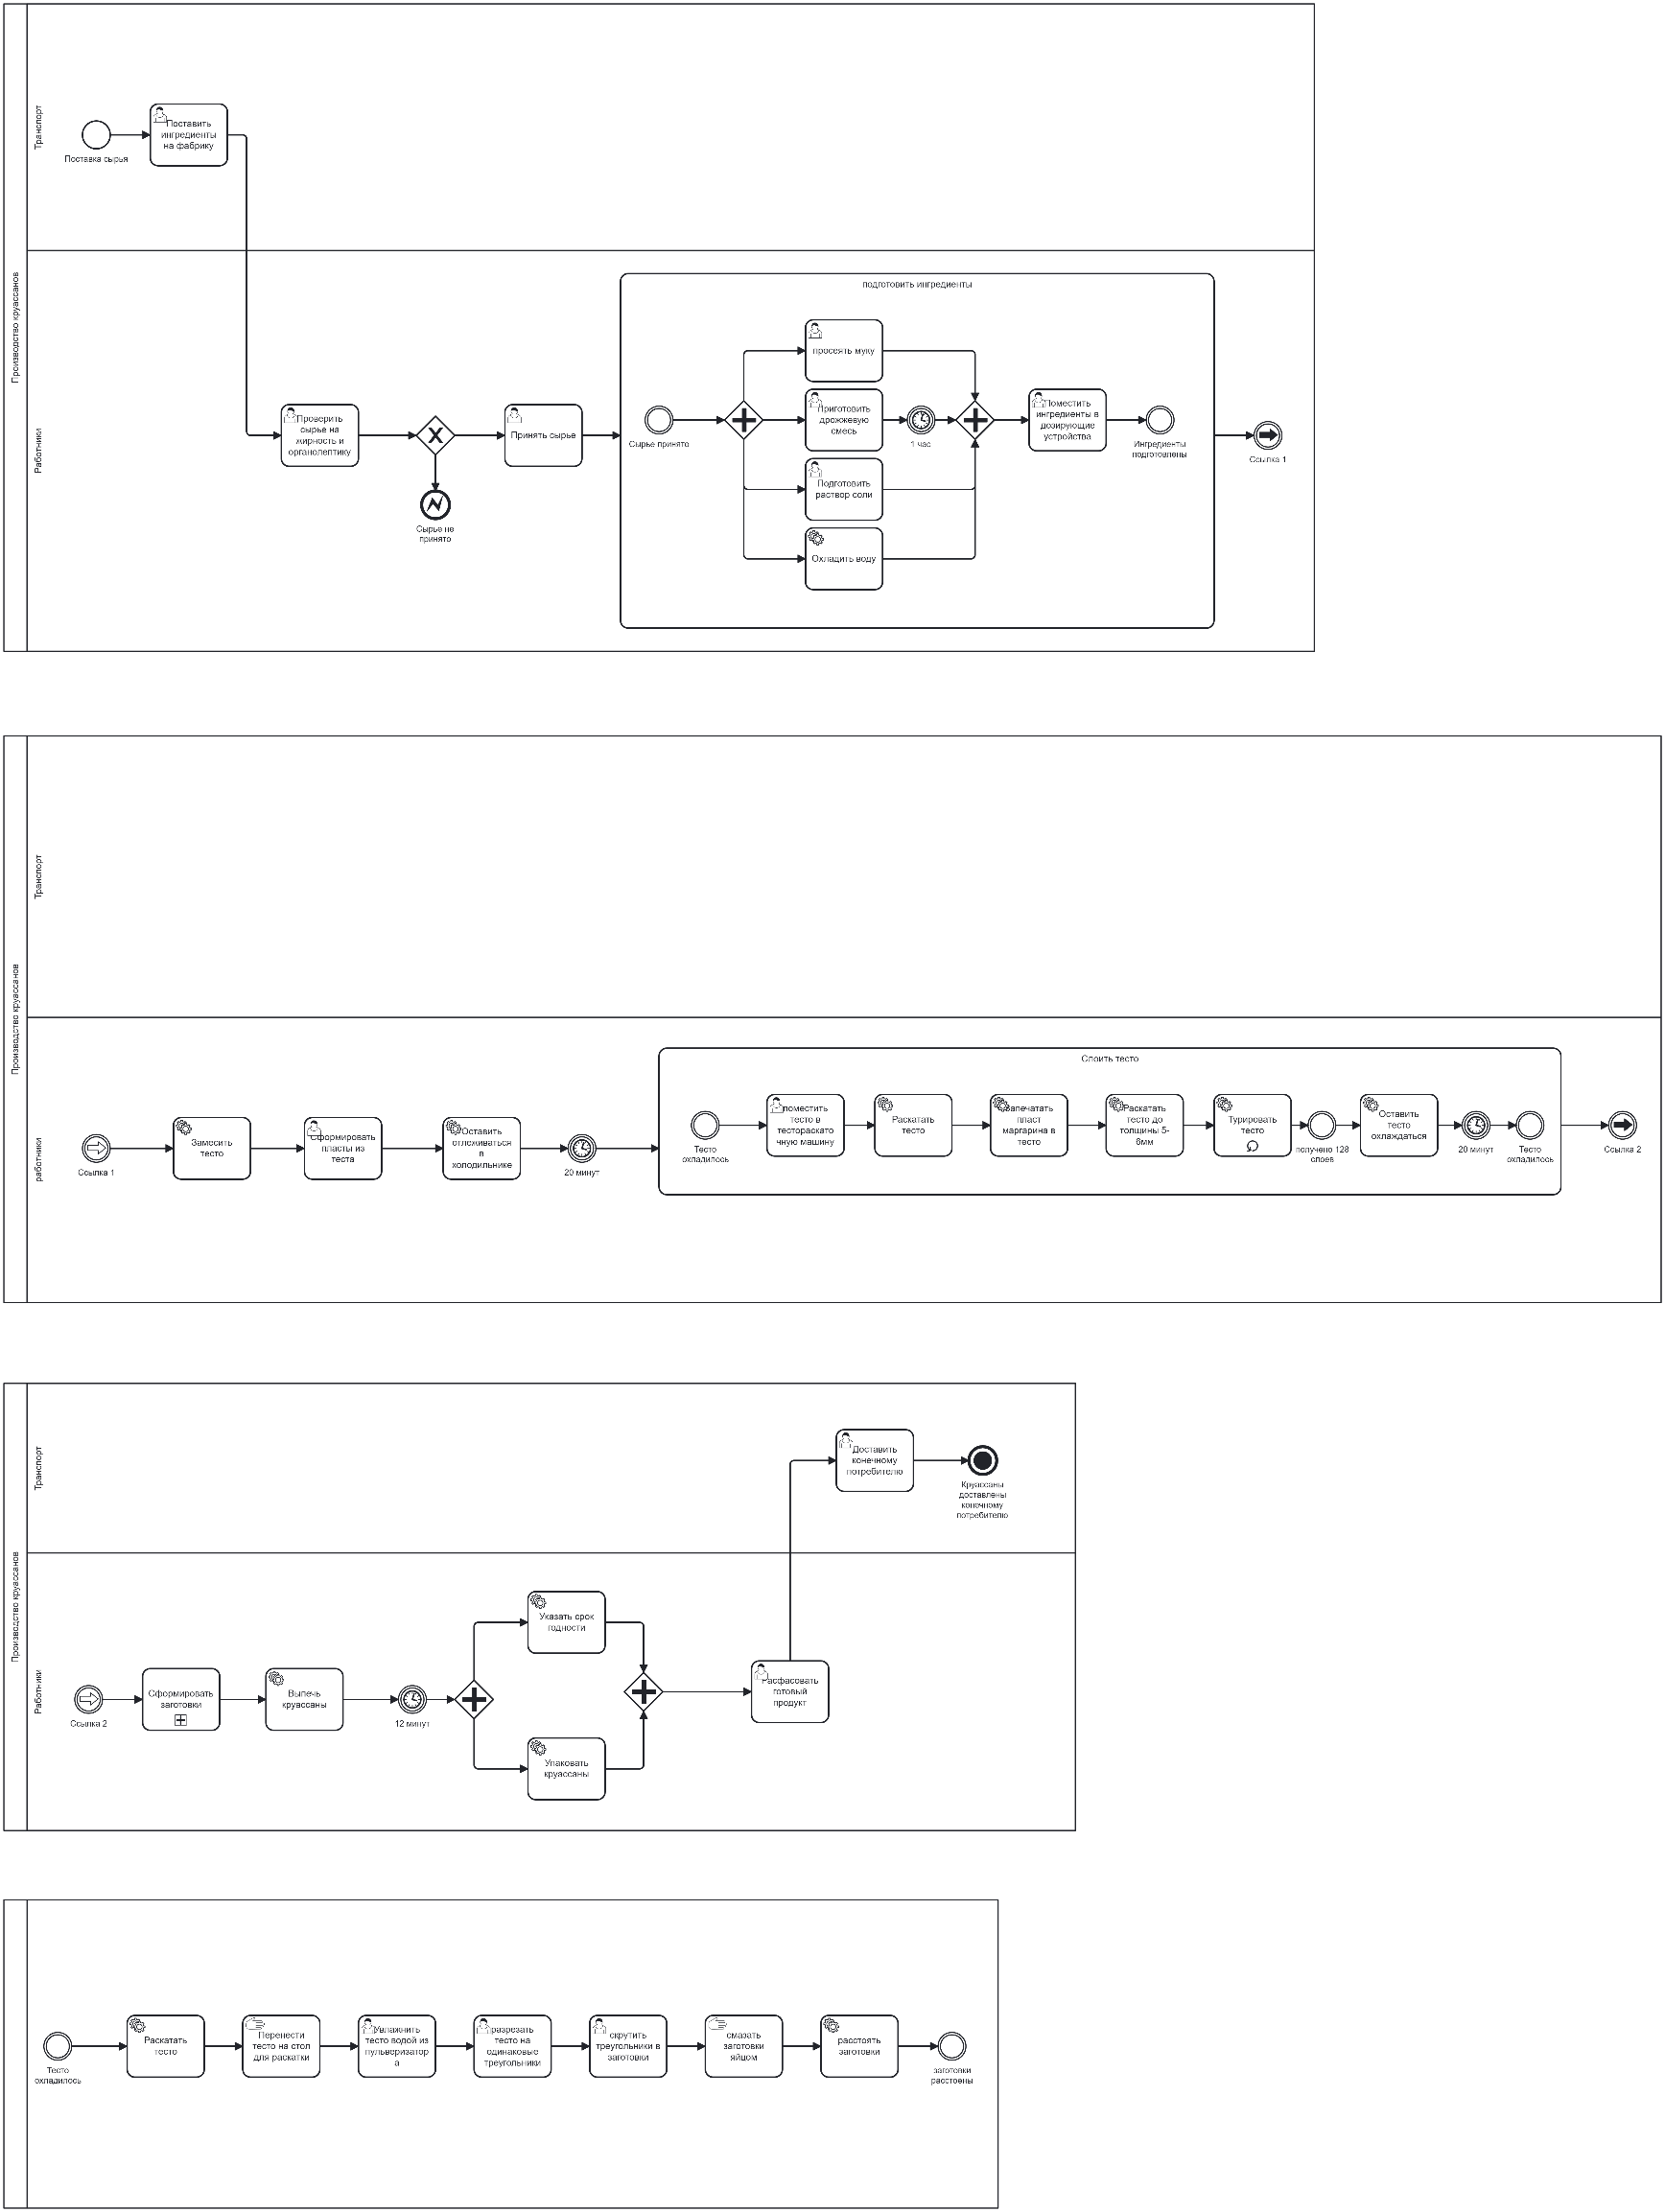 Производство круассанов
Транспорт
Поставка сырья
Поставить
ингредиенты
на фабрику
Работники
Проверить
сырье на
жирность и
органолептику
Сырье не
принято
Принять сырье
подготовить ингредиенты
Сырье принято
просеять муку
Приготовить
дрожжевую
смесь
1 час
Подготовить
раствор соли
Охладить воду
Поместить
ингредиенты в
дозирующие
устройства
Ингредиенты
подготовлены
Ссылка 1
Производство круассанов
Транспорт
работники
Ссылка 1
Замесить
тесто
Сформировать
пласты из
теста
Оставить
отлеживаться
в
холодильнике
20 минут
Слоить тесто
Тесто
охладилось
поместить
тесто в
тестораскато
чную машину
Раскатать
тесто
запечатать
пласт
маргарина в
тесто
Раскатать
тесто до
толщины 5-
6мм
Турировать
тесто
получено 128
слоев
Оставить
тесто
охлаждаться
20 минут
Тесто
охладилось
Ссылка 2
Производство круассанов
Транспорт
Доставить
конечному
потребителю
Круассаны
доставлены
конечному
потребителю
Работники
Ссылка 2
Сформировать
заготовки
Выпечь
круассаны
12 минут
Указать срок
годности
Упаковать
круассаны
Расфасовать
готовый
продукт
Тесто
охладилось
Раскатать
тесто
Перенести
тесто на стол
для раскатки
Увлажнить
тесто водой из
пульверизатор
а
разрезать
тесто на
одинаковые
треугольники
скрутить
треугольники в
заготовки
смазать
заготовки
яйцом
расстоять
заготовки
заготовки
расстоены